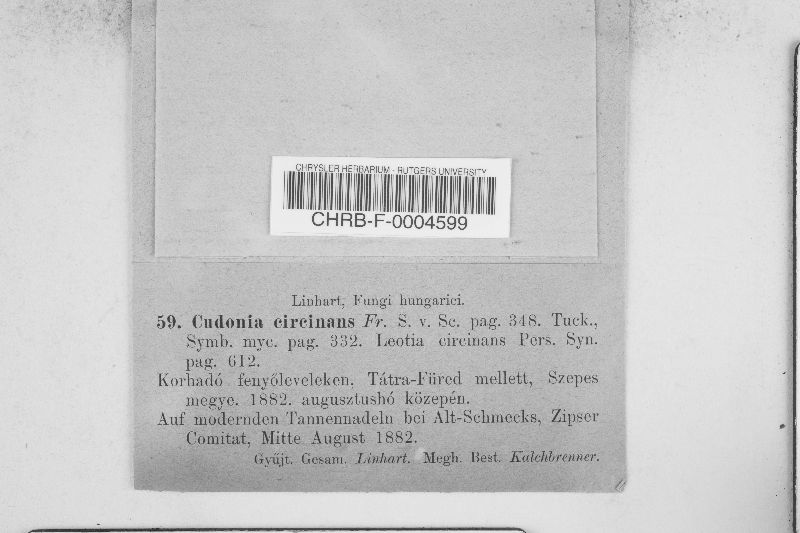 CHRYSLER HERBARIUM - RUTGERS UNIVERSITY
CHRB-F-0004599
Linhart, Fungi hungarici.
59. Cudonia circinans Fr. S. v. Sc. pag. 348. Tuck.,
Symb. myc. pag. 332. Leotia circinans Pers. Syn.
pag. 612.
Korhadó fenyőleveleken, Tátra-Füred mellett, Szepes
megye. 1882. augusztushó közepén.
Auf modernden Tannennadeln bei Alt-Schmecks, Zipser
Comitat, Mitte August 1882.
Gyűjt. Gesam. Linhart. Megh. Best. Kalchbrenner.